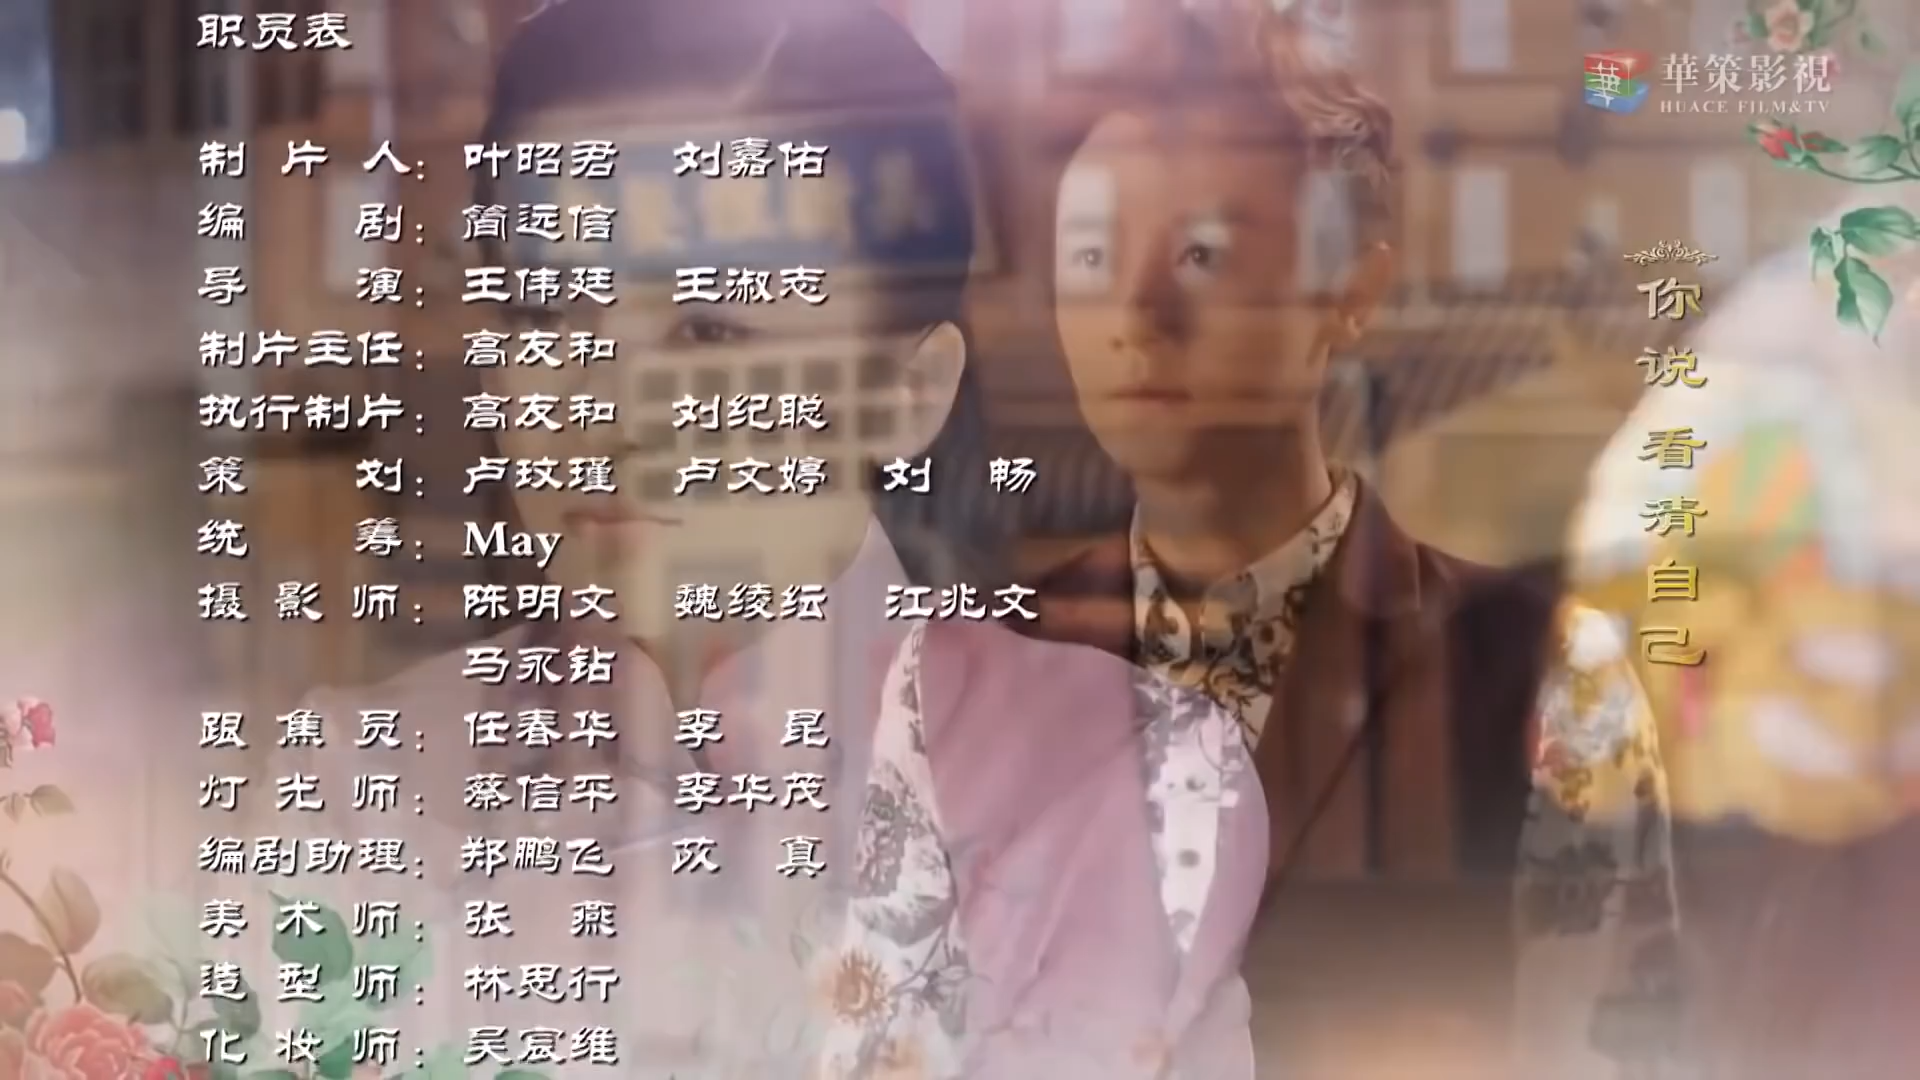 职员表
制片人：叶昭君 刘嘉佑
编剧：简远信
导演：王伟廷 王淑志
制片主任：高友和
执行制片：高友和 刘纪聪
策划：卢玟瑾 卢文婷 刘畅
统筹：May
摄影师：陈明文 魏绫纭 江兆文
马永钻
跟焦员：任春华 李昆
灯光师：蔡信平 李华茂
编剧助理：郑鹏飞 苡真
美术师：张燕
造型师：林思行
化妆师：吴宸维
華 華策影視
HUACE FILM&TV
你说看清自己